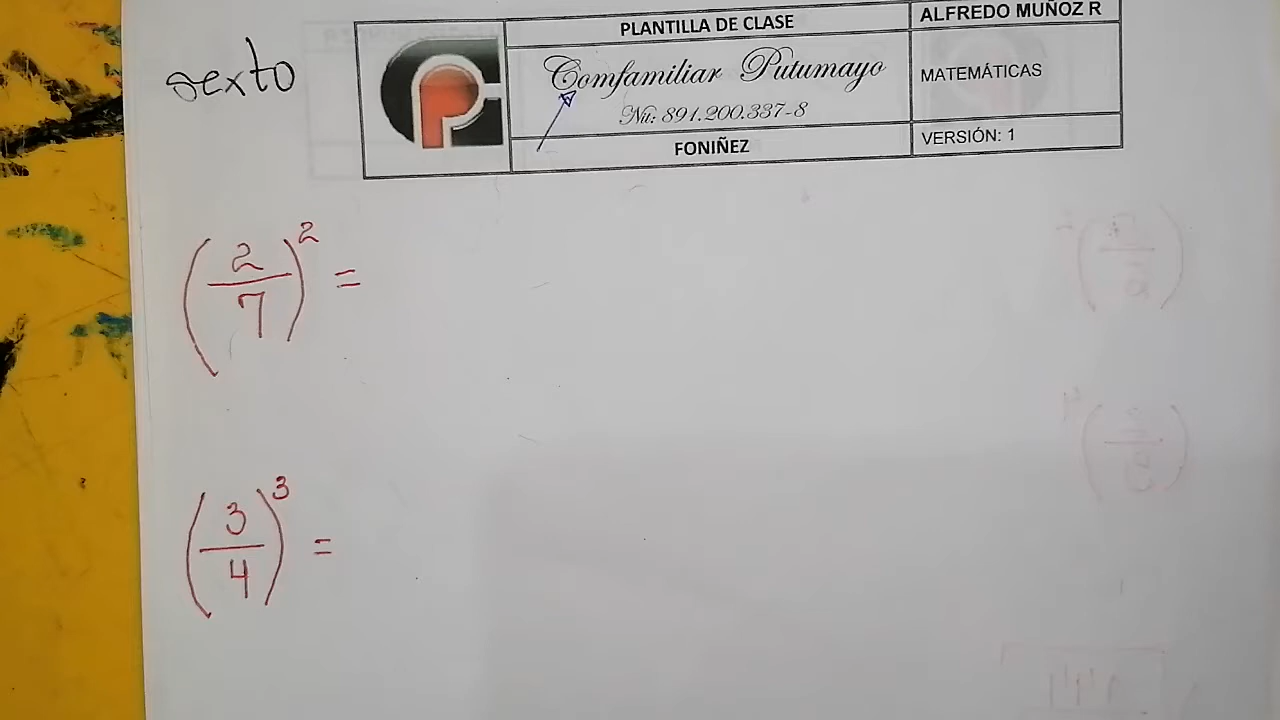 sexto
PLANTILLA DE CLASE
ALFREDO MUÑOZ R
Comfamiliar Putumayo
MATEMÁTICAS
Nit: 891.200.337-8
FONIÑEZ
VERSIÓN: 1
(2/7)² =
(3/4)³ =